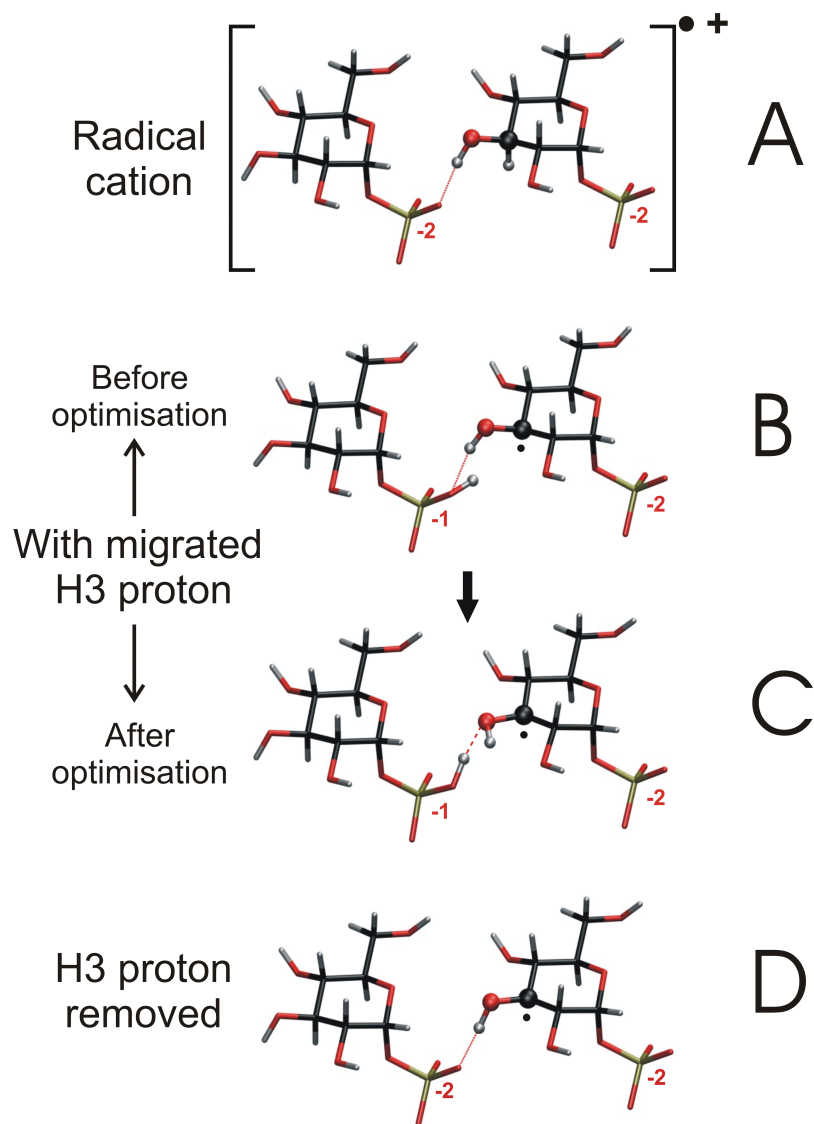 • +
Radical
cation
A
-2
-2
Before
optimisation
B
-1
-2
With migrated
H3 proton
C
After
optimisation
-1
-2
H3 proton
removed
D
-2
-2